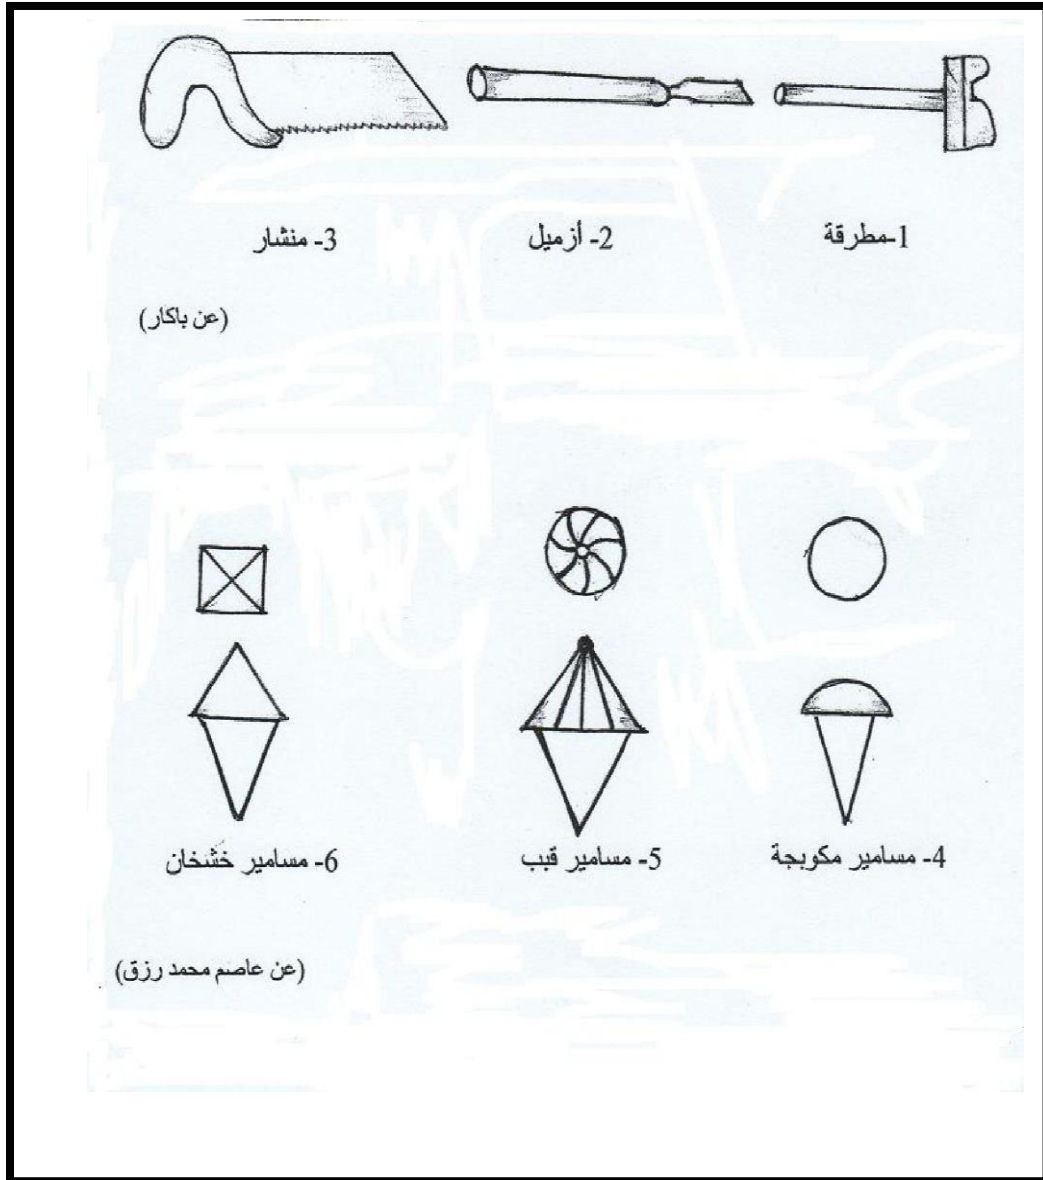 1-مطرقة
2- أزميل
3- منشار
(عن باكار)
4- مسامير مكوبجة
5- مسامير قبب
6- مسامير خشخان
(عن عاصم محمد رزق)